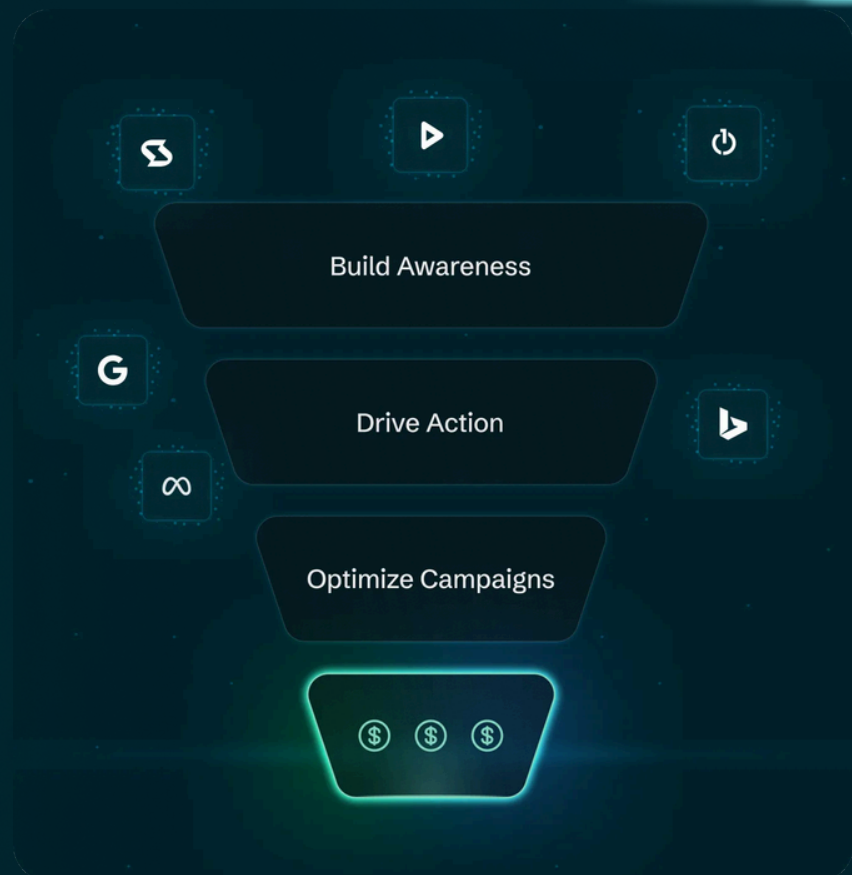 Build Awareness
Drive Action
Optimize Campaigns
$ $ $